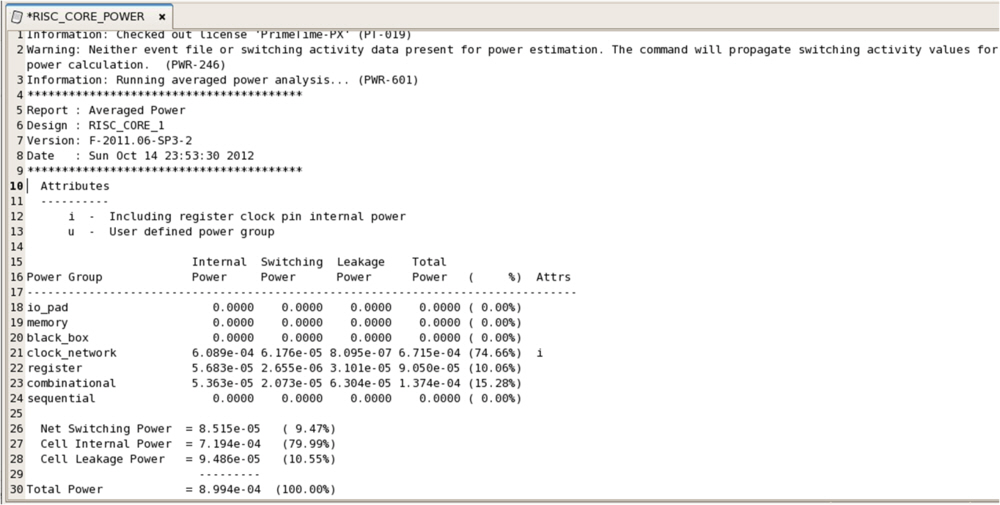 *RISC_CORE_POWER ×
1 Information: Checked out license 'PrimeTime-PX' (PT-019)
2 Warning: Neither event file or switching activity data present for power estimation. The command will propagate switching activity values for
power calculation.  (PWR-246)
3 Information: Running averaged power analysis... (PWR-601)
4 ****************************************
5 Report : Averaged Power
6 Design : RISC_CORE_1
7 Version: F-2011.06-SP3-2
8 Date   : Sun Oct 14 23:53:30 2012
9 ****************************************
10   Attributes
11   ----------
12       i  -  Including register clock pin internal power
13       u  -  User defined power group
14
15                         Internal  Switching  Leakage    Total
16 Power Group             Power     Power      Power      Power   (      %)  Attrs
17 --------------------------------------------------------------------------------
18 io_pad                     0.0000    0.0000    0.0000    0.0000 ( 0.00%)
19 memory                     0.0000    0.0000    0.0000    0.0000 ( 0.00%)
20 black_box                  0.0000    0.0000    0.0000    0.0000 ( 0.00%)
21 clock_network           6.089e-04 6.176e-05 8.095e-07 6.715e-04 (74.66%)  i
22 register                5.683e-05 2.655e-06 3.101e-05 9.050e-05 (10.06%)
23 combinational           5.363e-05 2.073e-05 6.304e-05 1.374e-04 (15.28%)
24 sequential                 0.0000    0.0000    0.0000    0.0000 ( 0.00%)
25
26   Net Switching Power  = 8.515e-05   ( 9.47%)
27   Cell Internal Power  = 7.194e-04   (79.99%)
28   Cell Leakage Power   = 9.486e-05   (10.55%)
29                          ---------
30 Total Power            = 8.994e-04  (100.00%)